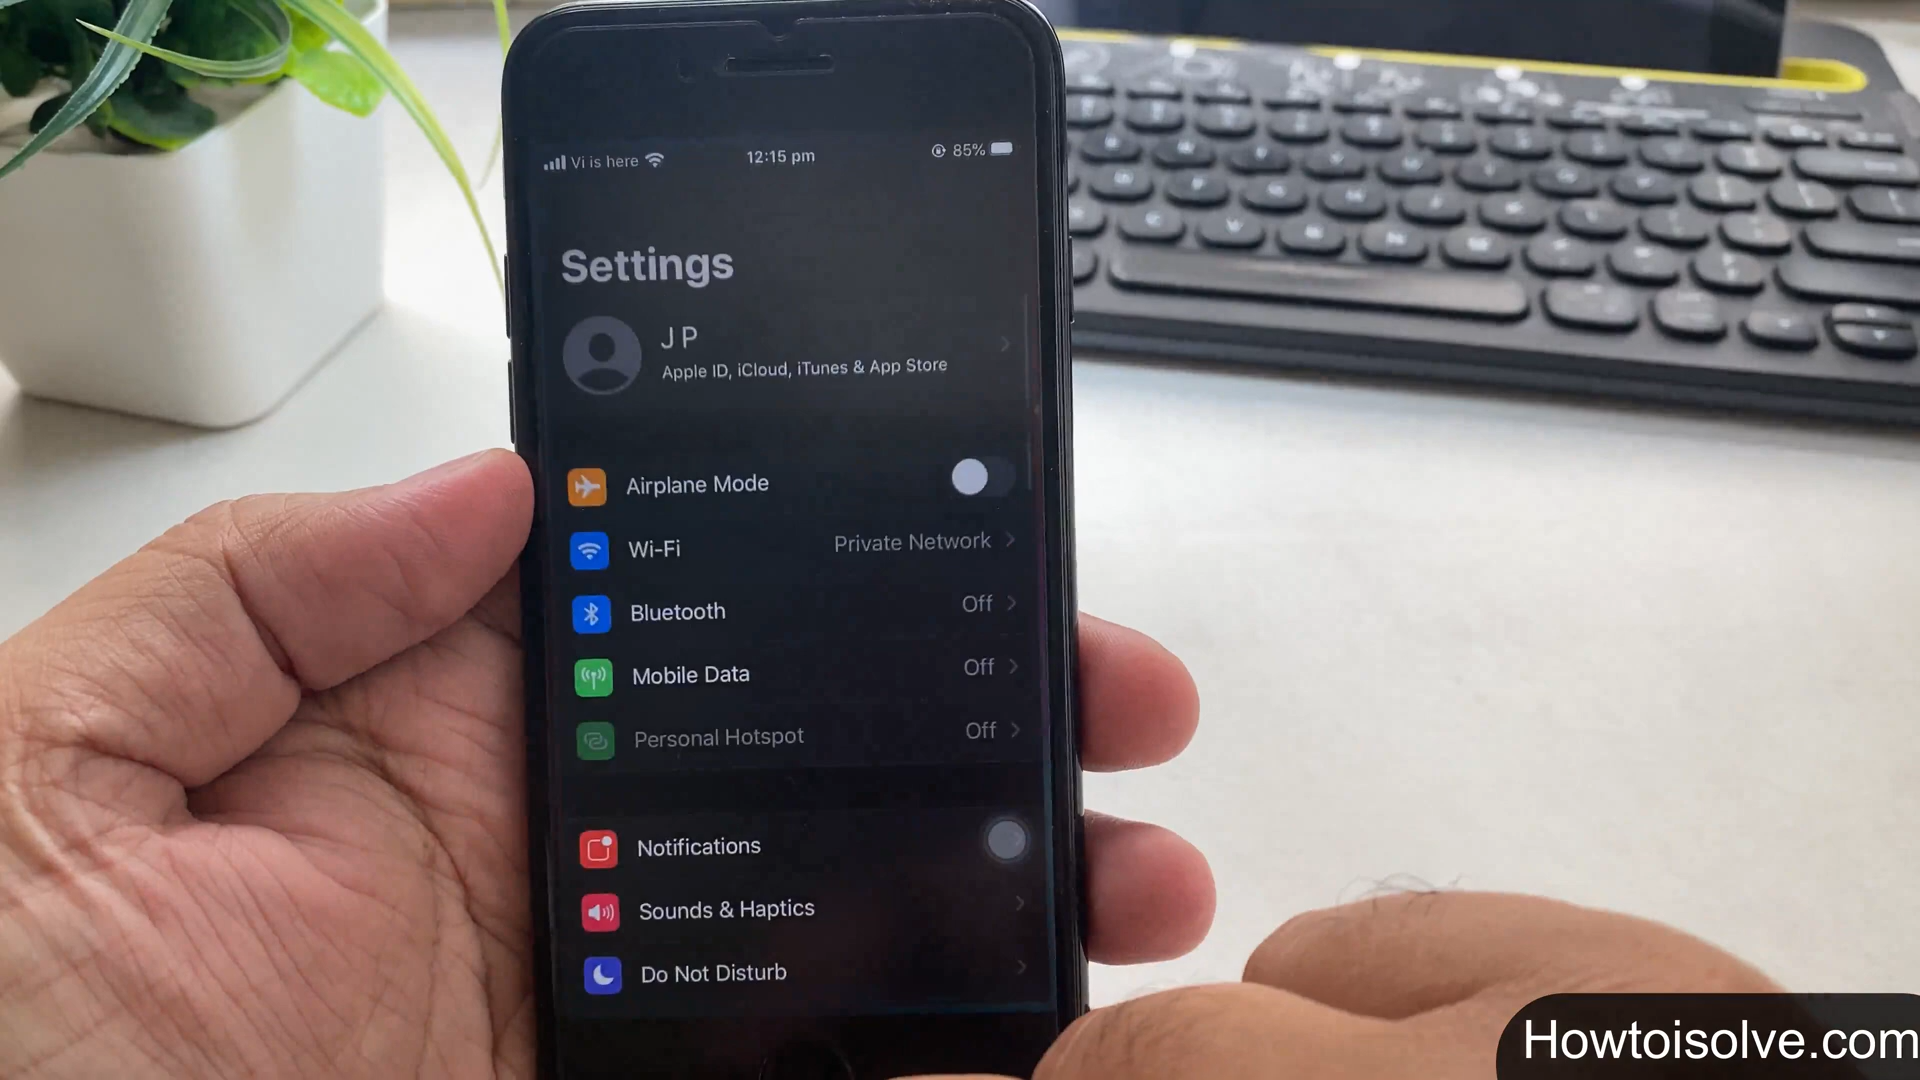 Vi is here
12:15 pm
85%
Settings
J P
Apple ID, iCloud, iTunes & App Store
Airplane Mode
Wi-Fi Private Network
Bluetooth Off
Mobile Data Off
Personal Hotspot Off
Notifications
Sounds & Haptics
Do Not Disturb
Howtoisolve.com